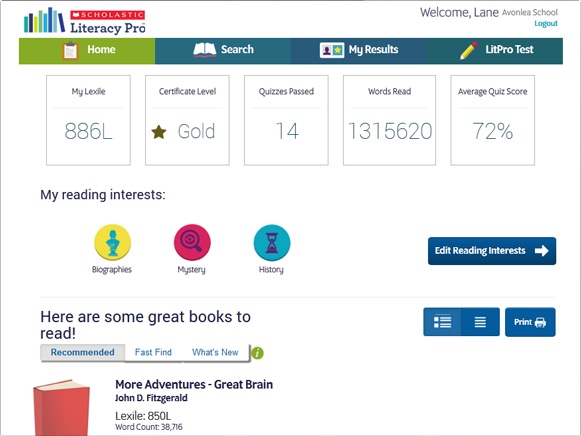 SCHOLASTIC
Literacy Pro
Welcome, Lane Avonlea School
Logout
Home Search My Results LitPro Test
My Lexile Certificate Level Quizzes Passed Words Read Average Quiz Score
886L Gold 14 1315620 72%
My reading interests:
Biographies Mystery History
Edit Reading Interests
Here are some great books to
read!
Print
Recommended Fast Find What's New
More Adventures - Great Brain
John D. Fitzgerald
Lexile: 850L
Word Count: 38,716